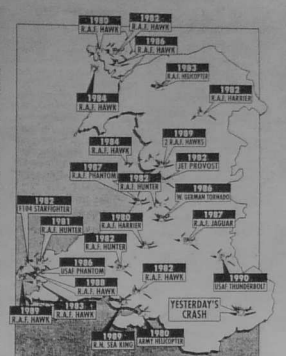 1980
R.A.F. HAWK
1982
R.A.F. HAWK
1986
R.A.F. HAWK
1983
R.A.F. HELICOPTER
1984
R.A.F. HAWK
1982
R.A.F. HARRIER
1984
R.A.F. HAWK
1989
2 R.A.F. HAWKS
1987
R.A.F. PHANTOM
1982
JET PROVOST
1982
R.A.F. HUNTER
1986
W. GERMAN TORNADO
1982
F104 STARFIGHTER
1981
R.A.F. HUNTER
1980
R.A.F. HARRIER
1987
R.A.F. JAGUAR
1982
R.A.F. HUNTER
1986
USAF PHANTOM
1988
R.A.F. HAWK
1982
R.A.F. HAWK
1990
USAF THUNDERBOLT
1989
R.A.F. HAWK
1983
R.A.F. HAWK
1989
R.N. SEA KING
1980
ARMY HELICOPTER
YESTERDAY'S
CRASH